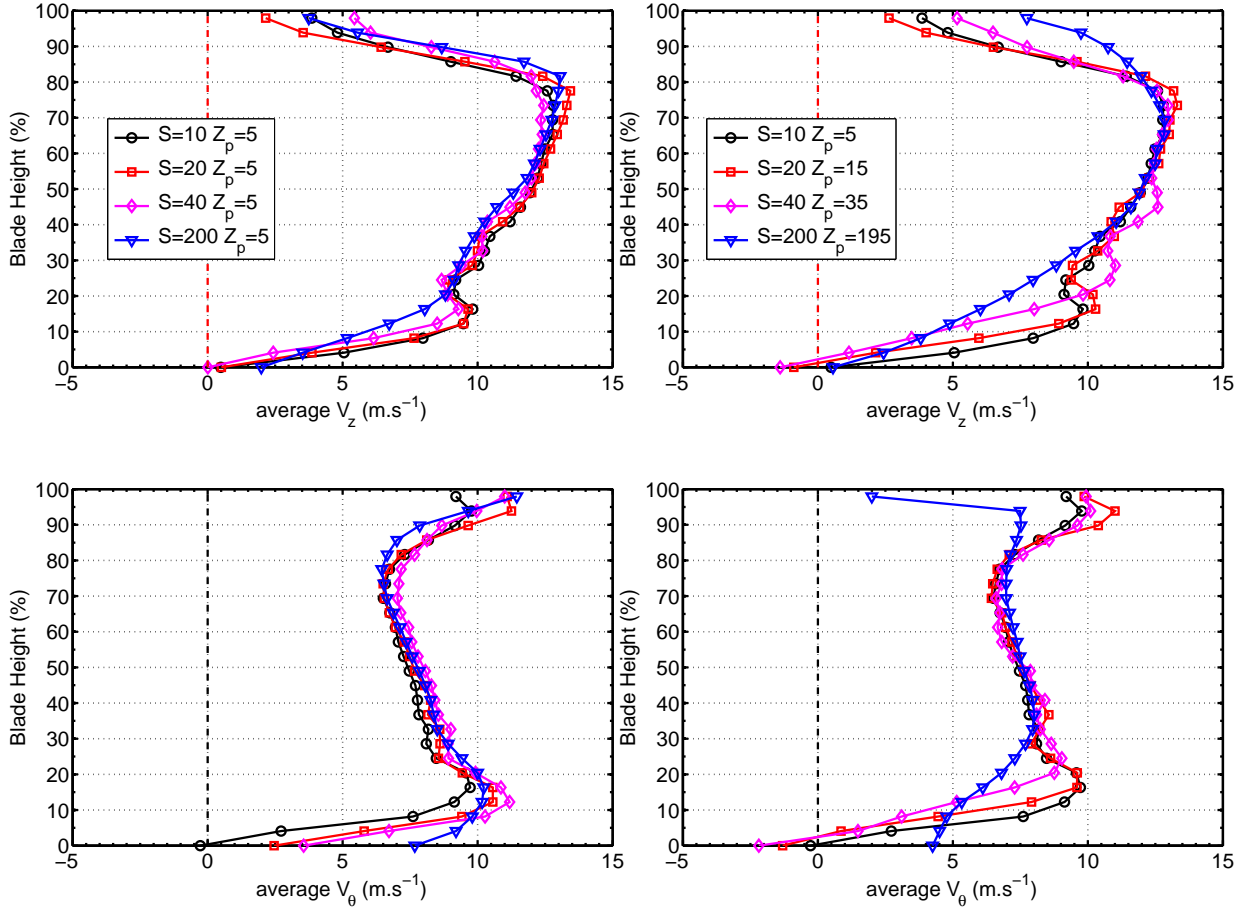 100
90
80
70
60
50
40
30
20
10
0
Blade Height (%)
S=10 Z_p=5
S=20 Z_p=5
S=40 Z_p=5
S=200 Z_p=5
−5 0 5 10 15
average V_z (m.s⁻¹)
100
90
80
70
60
50
40
30
20
10
0
Blade Height (%)
S=10 Z_p=5
S=20 Z_p=15
S=40 Z_p=35
S=200 Z_p=195
−5 0 5 10 15
average V_z (m.s⁻¹)
100
90
80
70
60
50
40
30
20
10
0
Blade Height (%)
−5 0 5 10 15
average V_θ (m.s⁻¹)
100
90
80
70
60
50
40
30
20
10
0
Blade Height (%)
−5 0 5 10 15
average V_θ (m.s⁻¹)